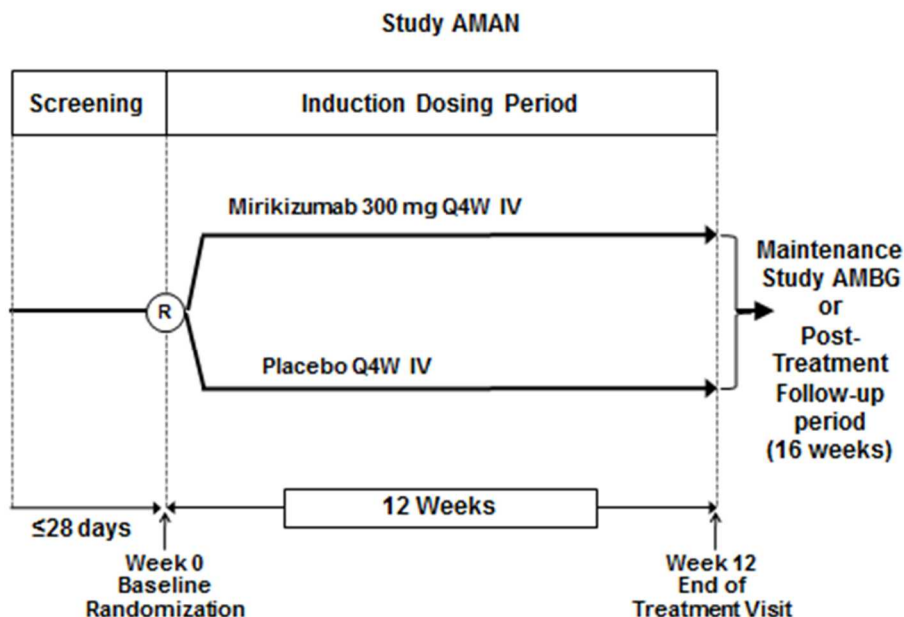 Study AMAN
Screening
Induction Dosing Period
Mirikizumab 300 mg Q4W IV
R
Placebo Q4W IV
Maintenance
Study AMBG
or
Post-
Treatment
Follow-up
period
(16 weeks)
≤28 days
12 Weeks
Week 0
Baseline
Randomization
Week 12
End of
Treatment Visit